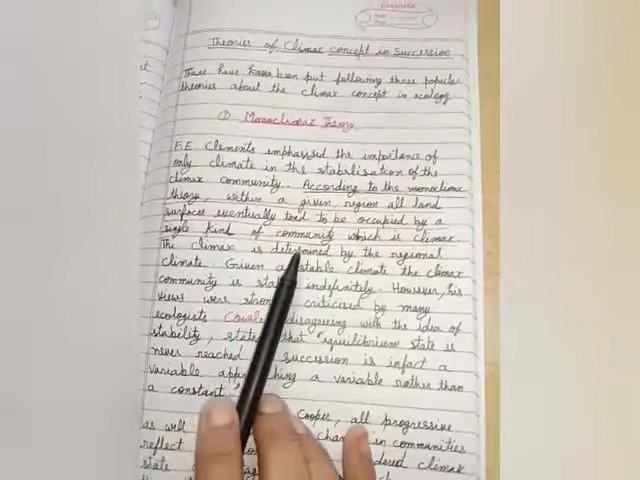 Theories of Climax concept in Succession.
There have been put following three popular
theories about the climax concept in ecology.
① Monoclimax Theory
F.E. Clements emphasized the importance of
only climate in the stabilisation of the
climax community. According to the monoclimax
theory, within a given region all land
surfaces eventually tend to be occupied by a
single kind of community which is climax
The climax is determined by the regional
climate. Given a stable climate the climax
community is indefinitely. However, his
views were criticised by many
ecologists disagreeing with the idea of
stability, that "equilibrium state is
never reached succession is infact a
variable a variable rather than
a constant"
Cooper, all progressive
as well in communities
reflect climax
state